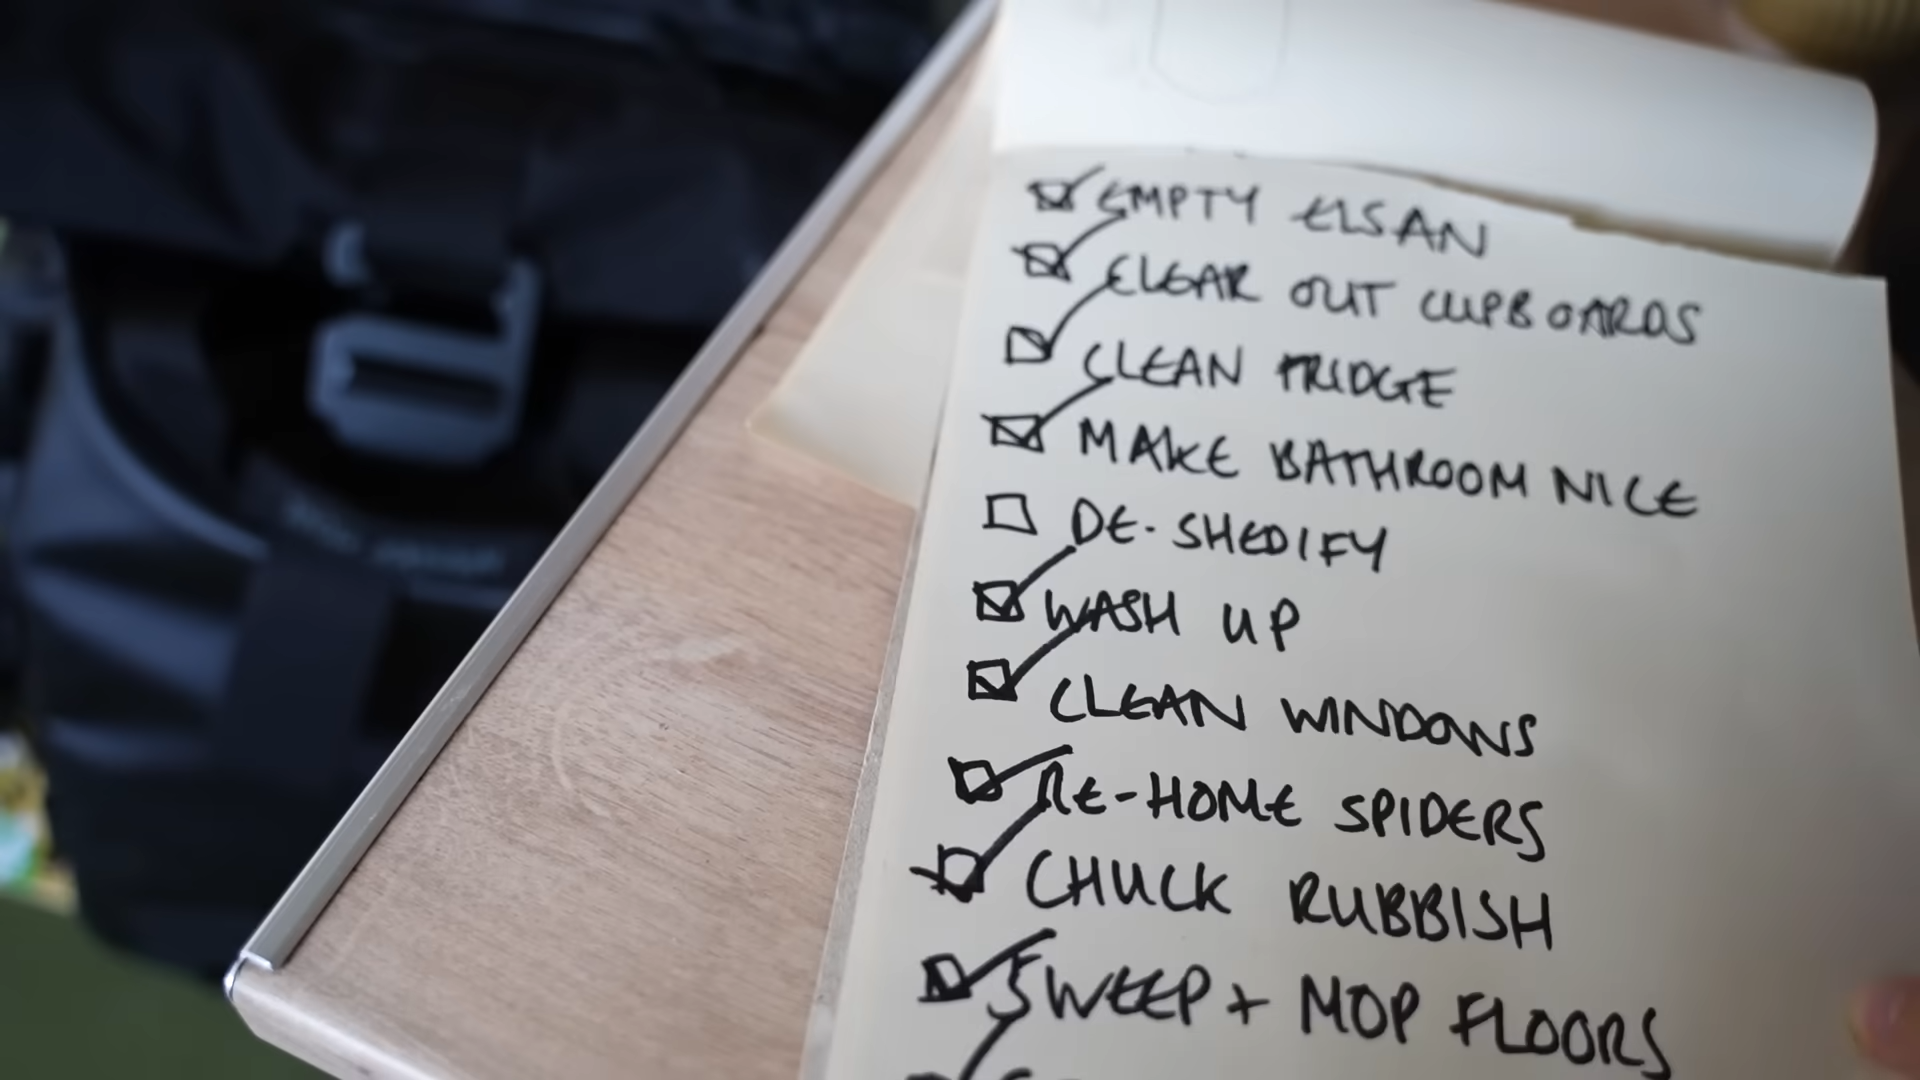 EMPTY ELSAN
CLEAR OUT CUPBOARDS
CLEAN FRIDGE
MAKE BATHROOM NICE
DE-SHEDIFY
WASH UP
CLEAN WINDOWS
RE-HOME SPIDERS
CHUCK RUBBISH
SWEEP + MOP FLOORS